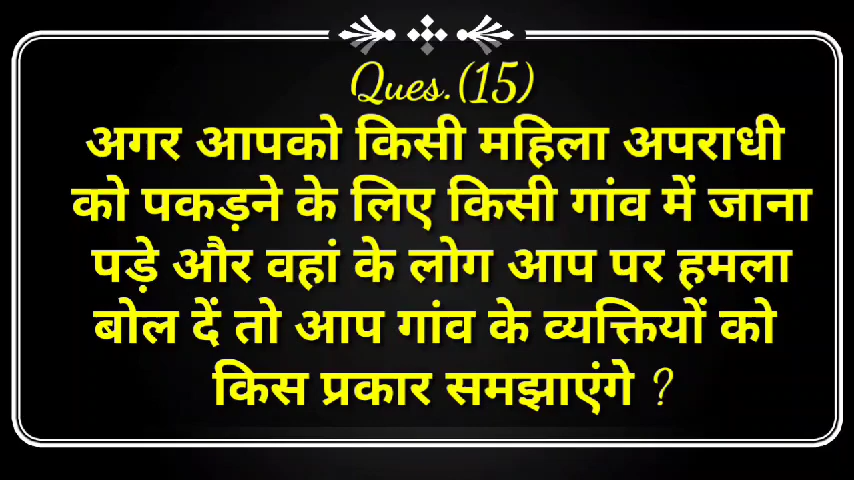 Ques.(15)
अगर आपको किसी महिला अपराधी
को पकड़ने के लिए किसी गांव में जाना
पड़े और वहां के लोग आप पर हमला
बोल दें तो आप गांव के व्यक्तियों को
किस प्रकार समझाएंगे ?